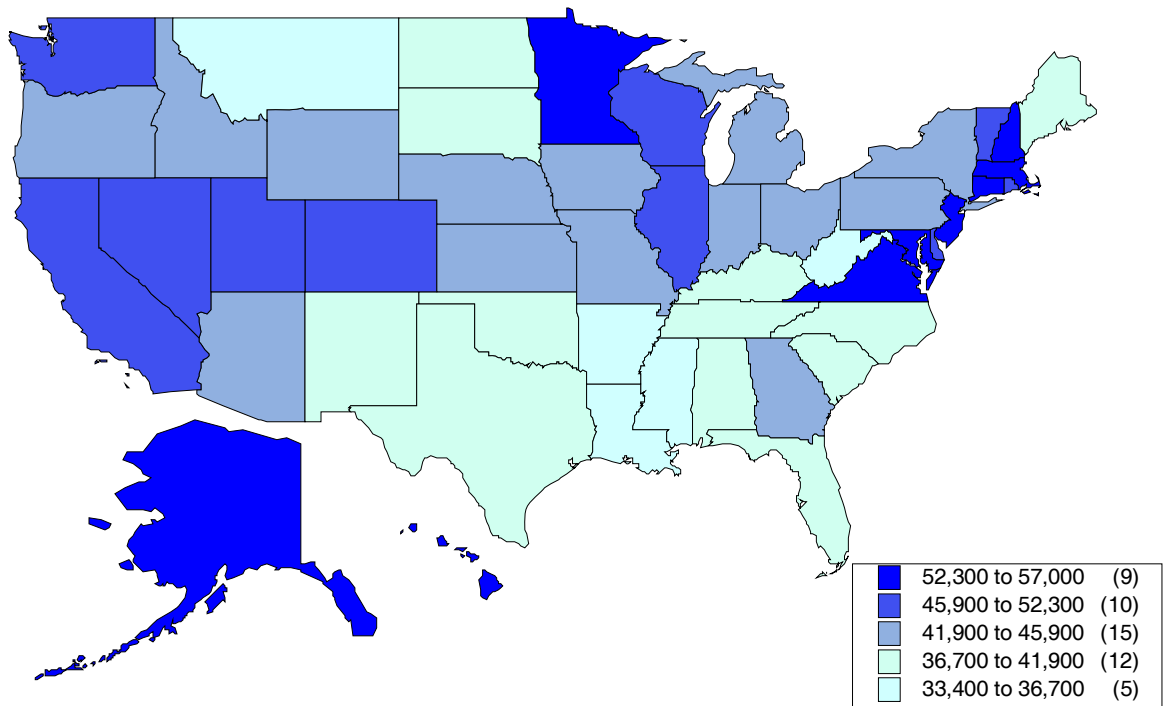 52,300 to 57,000 (9)
45,900 to 52,300 (10)
41,900 to 45,900 (15)
36,700 to 41,900 (12)
33,400 to 36,700 (5)